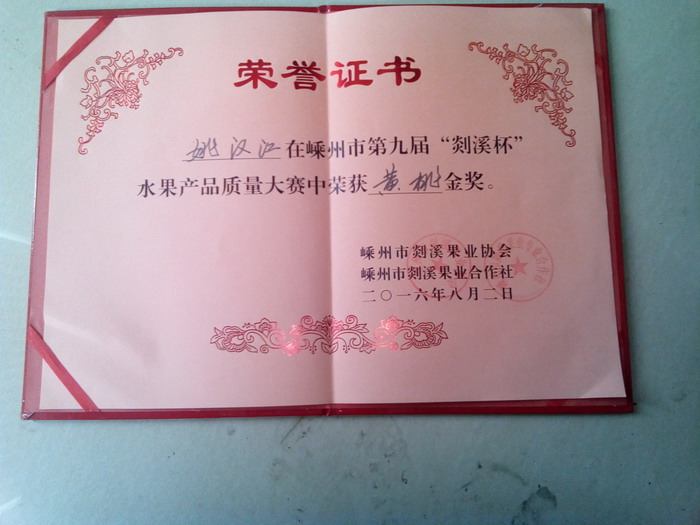 荣誉证书
姚汉江在嵊州市第九届“剡溪杯”
水果产品质量大赛中荣获黄桃金奖。
嵊州市剡溪果业协会
嵊州市剡溪果业合作社
二〇一六年八月二日